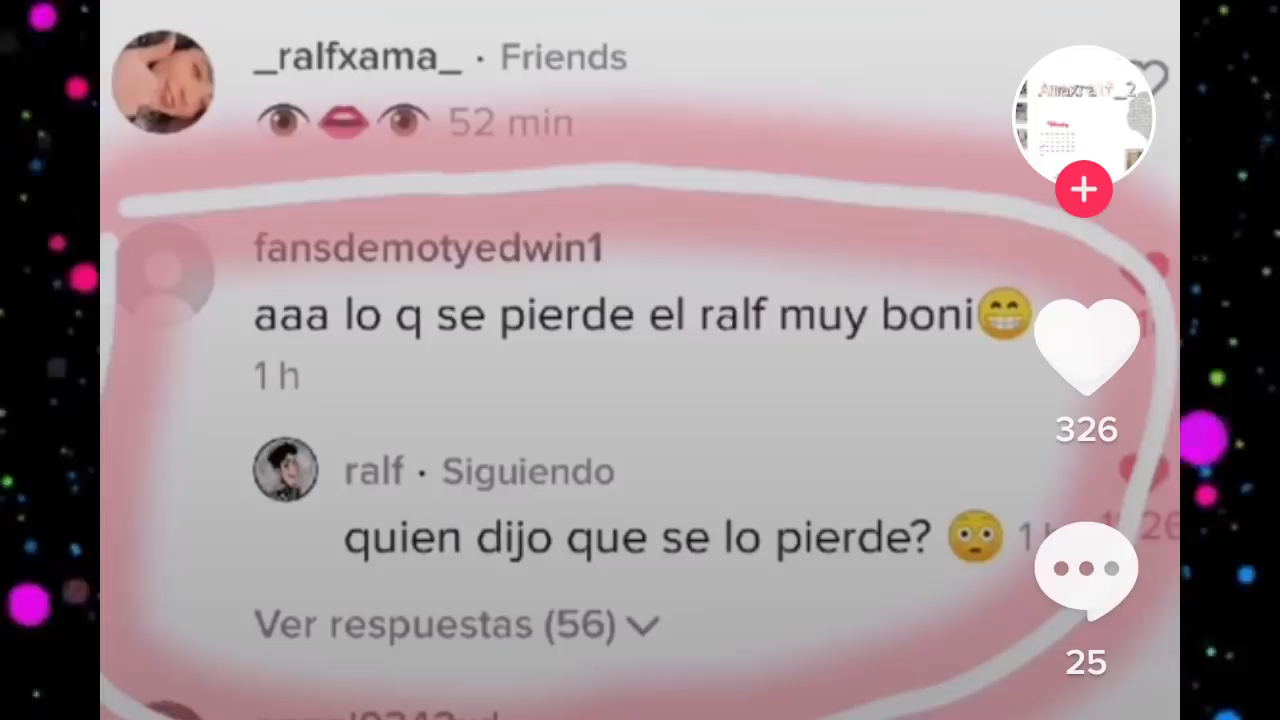 _ralfxama_ · Friends
👁👄👁 52 min
fansdemotyedwin1
aaa lo q se pierde el ralf muy boni😁
1 h
326
ralf · Siguiendo
quien dijo que se lo pierde? 😳 1
Ver respuestas (56)
25